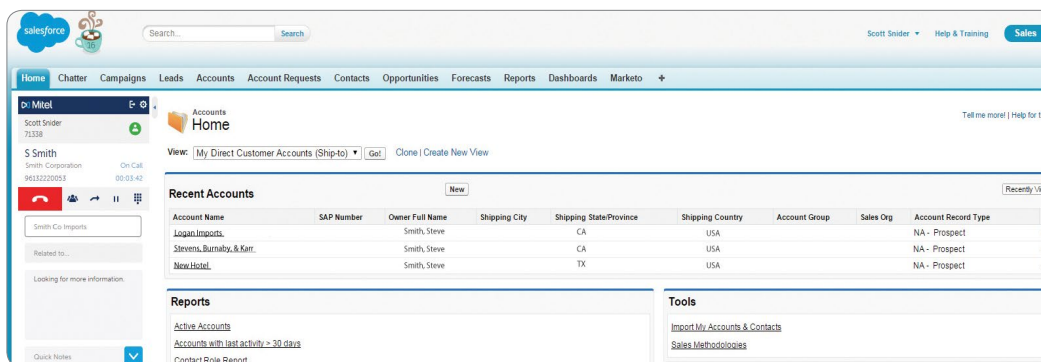 salesforce
16
Search...
Search
Scott Snider
Help & Training
Sales
Home Chatter Campaigns Leads Accounts Account Requests Contacts Opportunities Forecasts Reports Dashboards Marketo +
Mitel
Scott Snider
71338
S Smith
Smith Corporation On Call
96132220053 00:03:42
Smith Co Imports
Related to...
Looking for more information.
Quick Notes
Accounts
Home
Tell me more! | Help for t
View: My Direct Customer Accounts (Ship-to) Go! Clone | Create New View
Recent Accounts New Recently Vi
Account Name SAP Number Owner Full Name Shipping City Shipping State/Province Shipping Country Account Group Sales Org Account Record Type
Logan Imports Smith, Steve CA USA NA - Prospect
Stevens, Burnaby, & Karr Smith, Steve CA USA NA - Prospect
New Hotel Smith, Steve TX USA NA - Prospect
Reports
Active Accounts
Accounts with last activity > 30 days
Contact Role Report
Tools
Import My Accounts & Contacts
Sales Methodologies